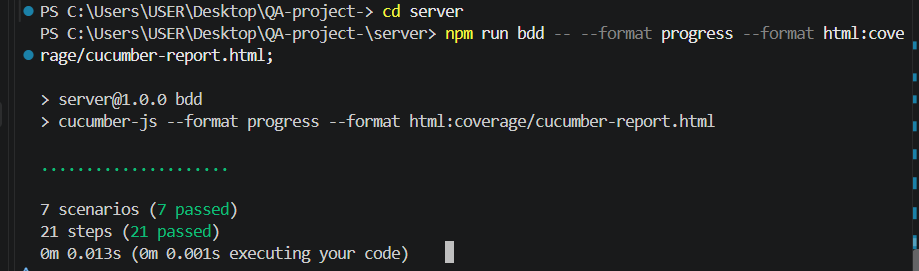 PS C:\Users\USER\Desktop\QA-project-> cd server
PS C:\Users\USER\Desktop\QA-project-\server> npm run bdd -- --format progress --format html:cove
rage/cucumber-report.html;
> server@1.0.0 bdd
> cucumber-js --format progress --format html:coverage/cucumber-report.html
.....................
7 scenarios (7 passed)
21 steps (21 passed)
0m 0.013s (0m 0.001s executing your code)